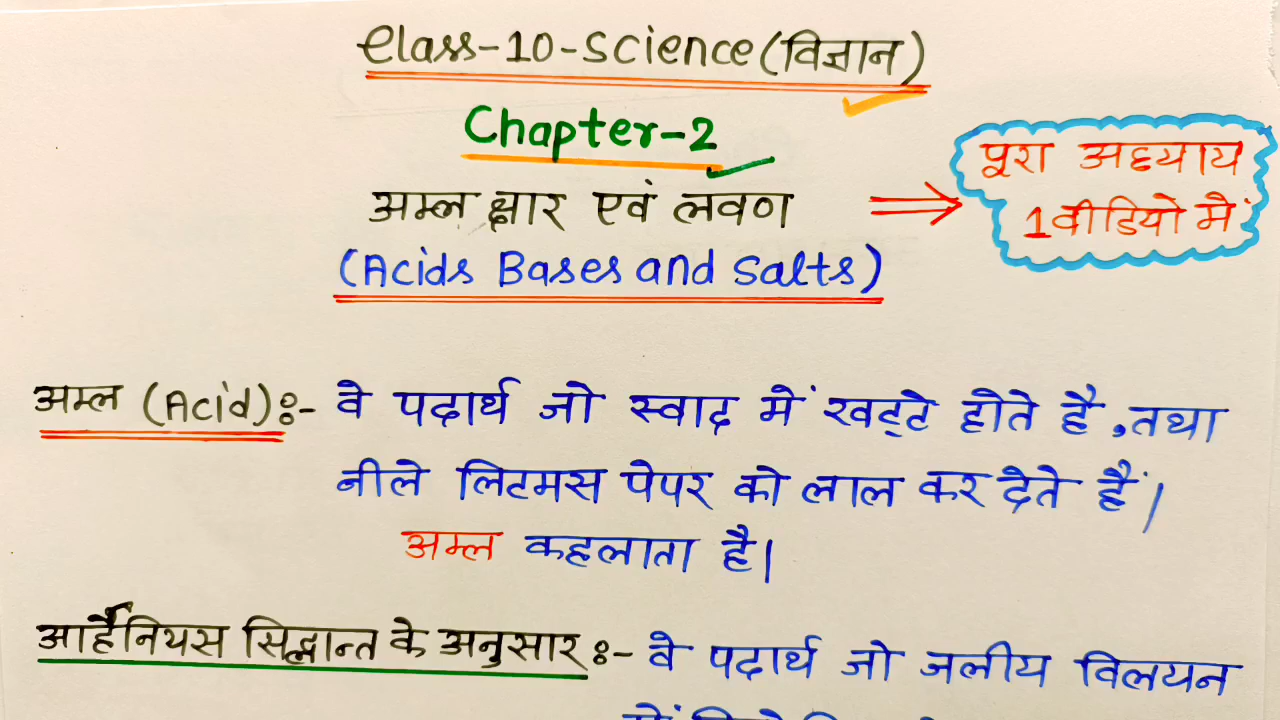 Class-10-Science (विज्ञान)
Chapter-2
अम्ल क्षार एवं लवण
(Acids Bases and Salts)
पूरा अध्याय
1 वीडियो में
अम्ल (Acid) :- वे पदार्थ जो स्वाद में खट्टे होते है, तथा
नीले लिटमस पेपर को लाल कर देते हैं।
अम्ल कहलाता है।
आर्हेनियस सिद्धान्त के अनुसार :- वे पदार्थ जो जलीय विलयन
में